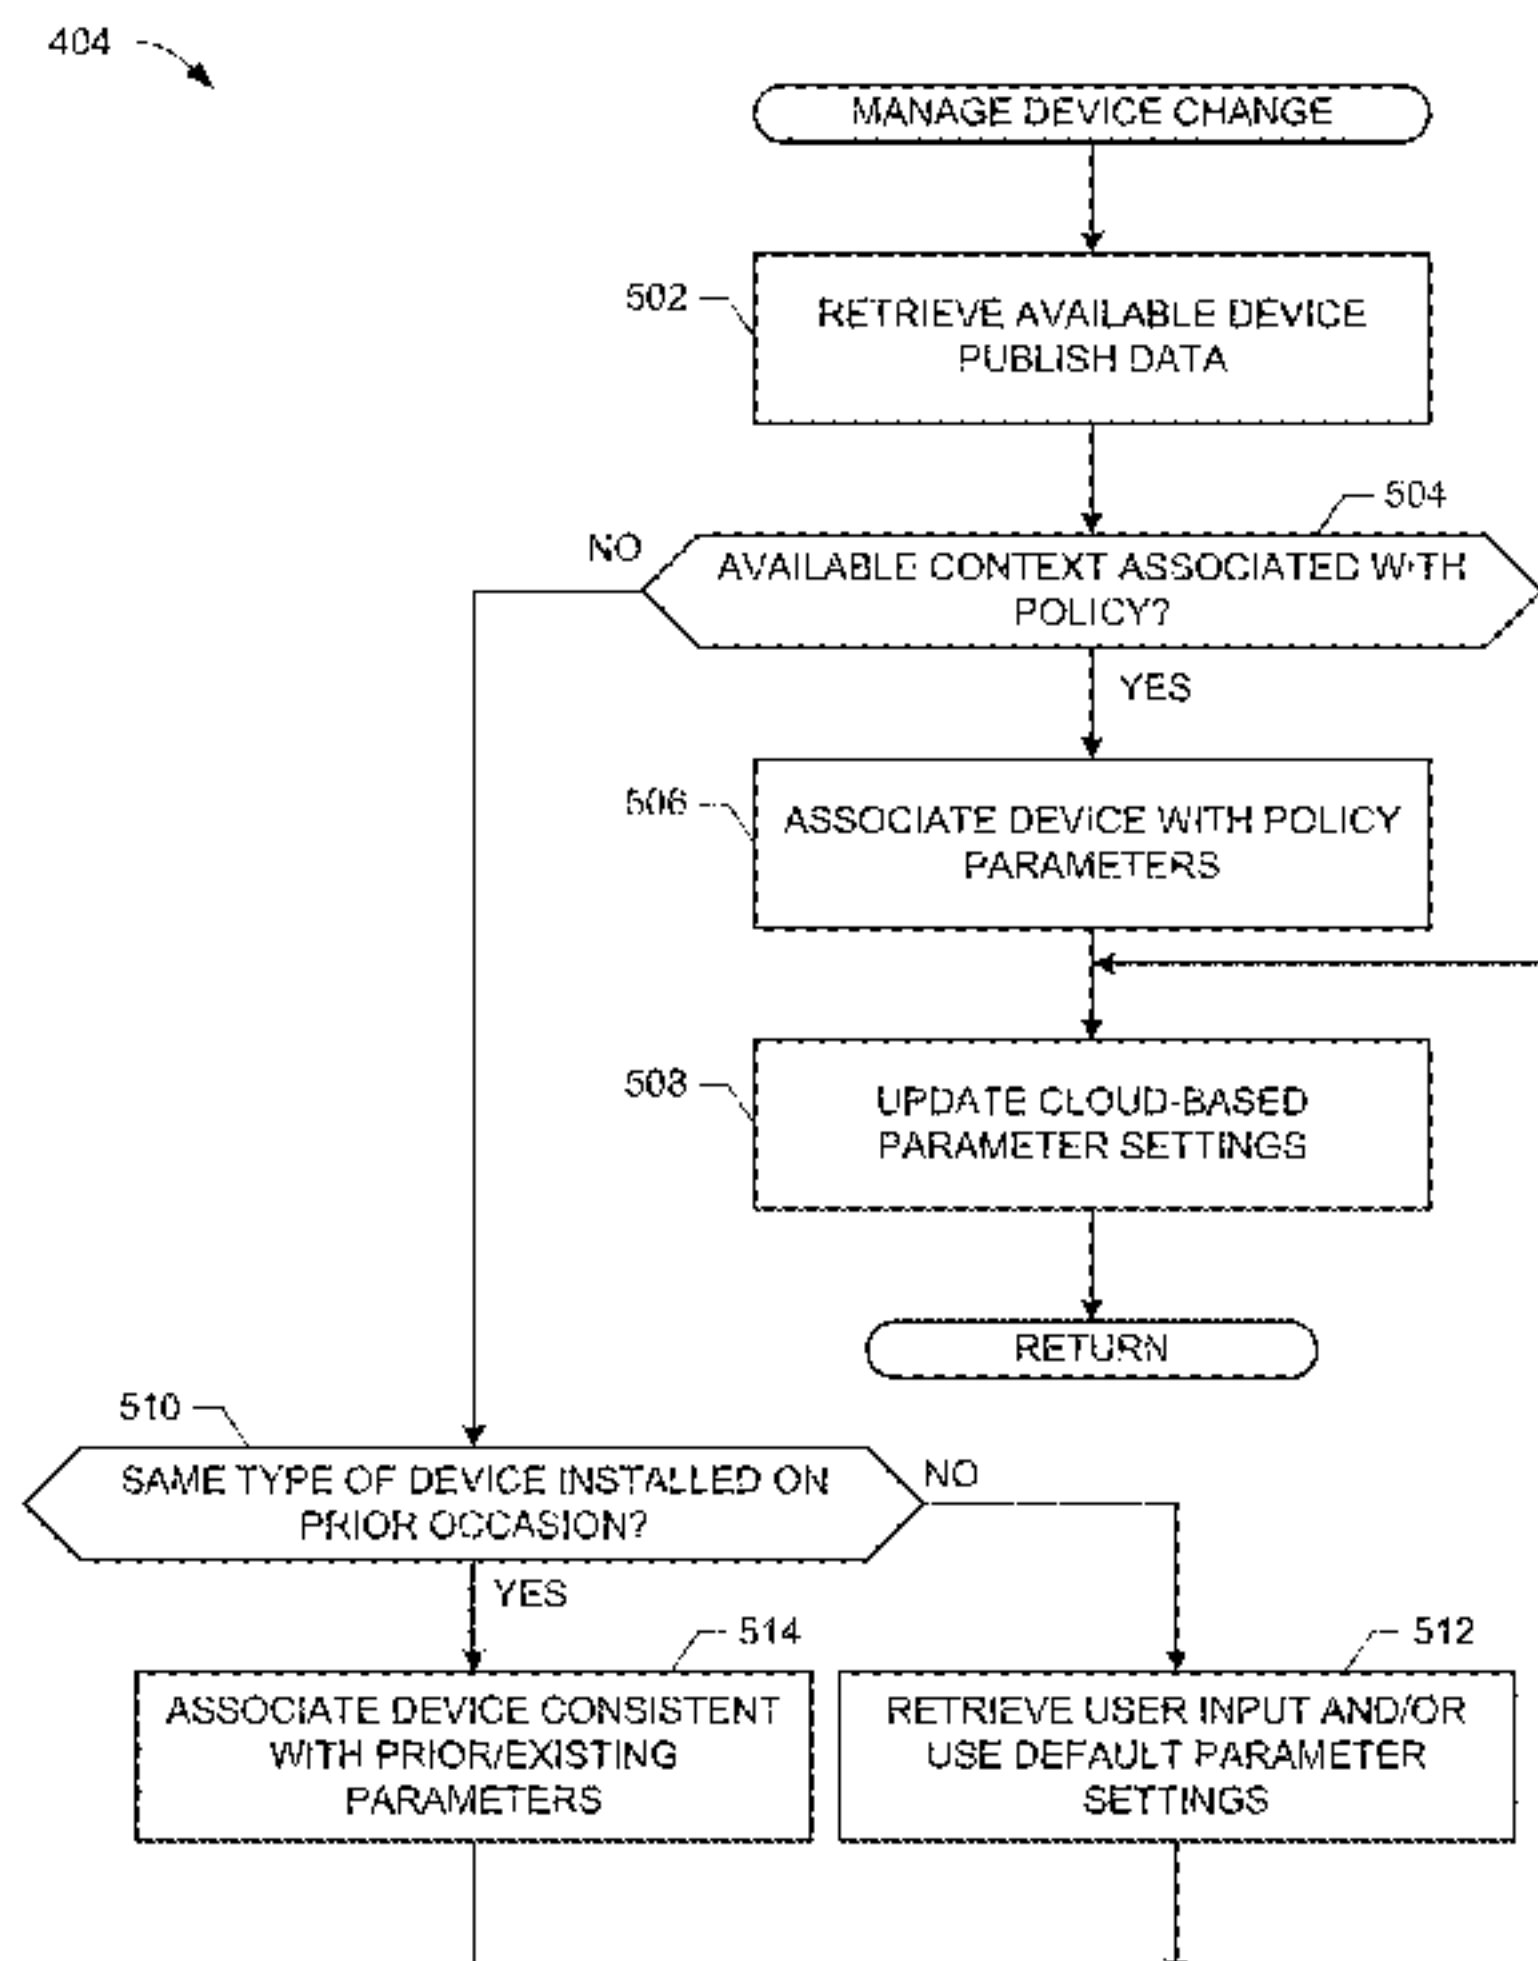 404
MANAGE DEVICE CHANGE
502
RETRIEVE AVAILABLE DEVICE
PUBLISH DATA
504
NO
AVAILABLE CONTEXT ASSOCIATED WITH
POLICY?
YES
506
ASSOCIATE DEVICE WITH POLICY
PARAMETERS
508
UPDATE CLOUD-BASED
PARAMETER SETTINGS
RETURN
510
SAME TYPE OF DEVICE INSTALLED ON
PRIOR OCCASION?
NO
YES
514
512
ASSOCIATE DEVICE CONSISTENT
WITH PRIOR/EXISTING
PARAMETERS
RETRIEVE USER INPUT AND/OR
USE DEFAULT PARAMETER
SETTINGS